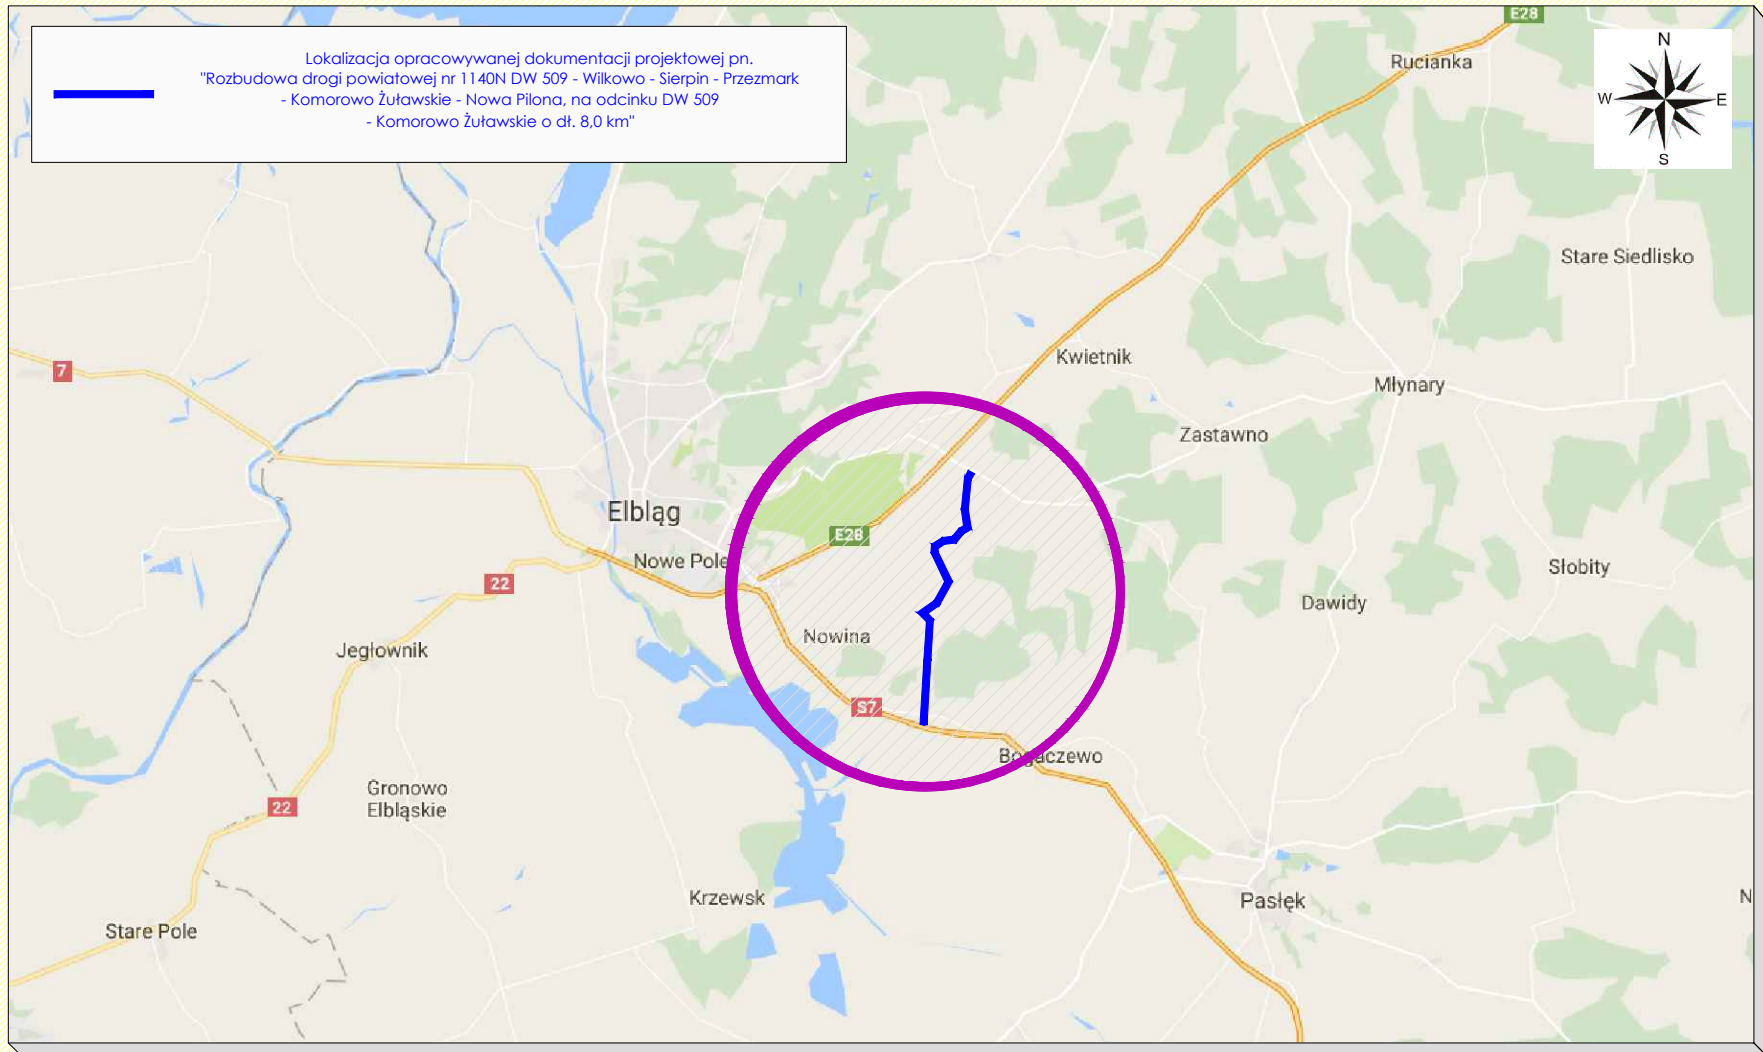 Lokalizacja opracowywanej dokumentacji projektowej pn.
"Rozbudowa drogi powiatowej nr 1140N DW 509 - Wilkowo - Sierpin - Przezmark
- Komorowo Żuławskie - Nowa Pilona, na odcinku DW 509
- Komorowo Żuławskie o dł. 8,0 km"
E28
Rucianka
N
W
E
S
Stare Siedlisko
7
Kwietnik
Młynary
Zastawno
Elbląg
E28
Nowe Pole
22
Słobity
Dawidy
Nowina
Jegłownik
S7
Bogaczewo
Gronowo
Elbląskie
22
Krzewsk
Pasłęk
N
Stare Pole